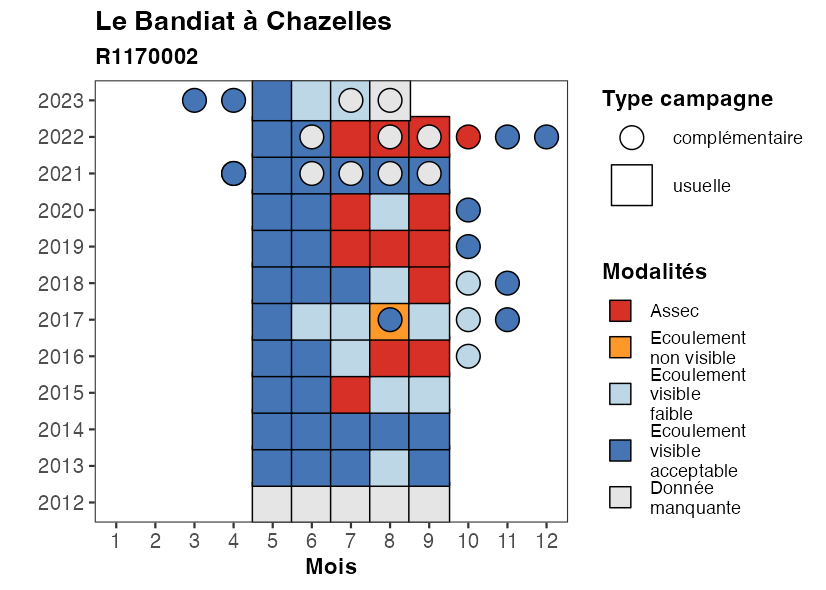 Le Bandiat à Chazelles
R1170002
2023
2022
2021
2020
2019
2018
2017
2016
2015
2014
2013
2012
1 2 3 4 5 6 7 8 9 10 11 12
Mois
Type campagne
complémentaire
usuelle
Modalités
Assec
Ecoulement
non visible
Ecoulement
visible
faible
Ecoulement
visible
acceptable
Donnée
manquante